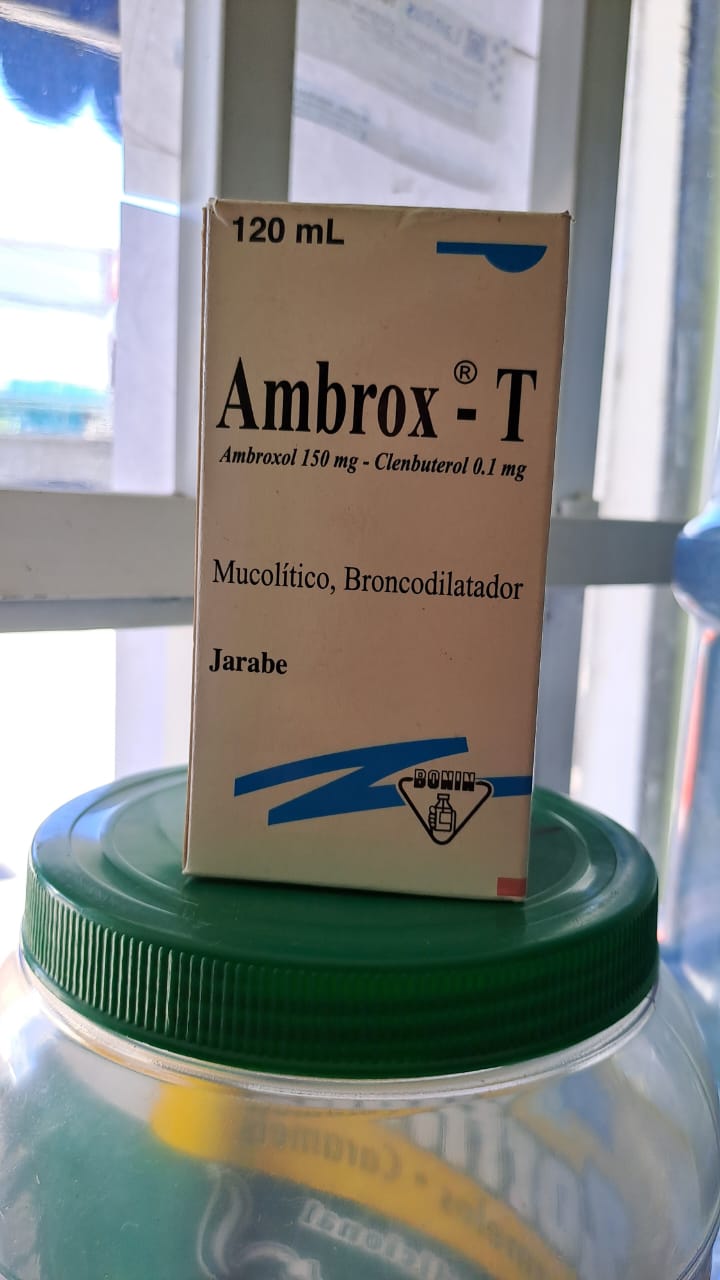 120 mL
Ambrox® - T
Ambroxol 150 mg - Clenbuterol 0.1 mg
Mucolítico, Broncodilatador
Jarabe
BONIN